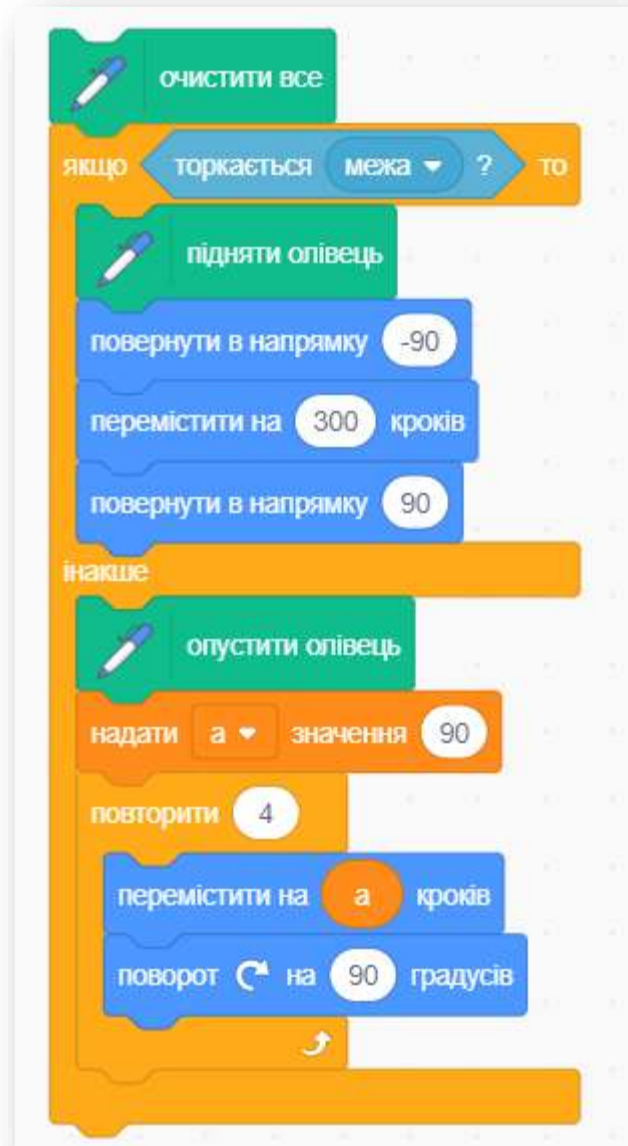 очистити все
якщо торкається межа ? то
підняти олівець
повернути в напрямку -90
перемістити на 300 кроків
повернути в напрямку 90
інакше
опустити олівець
надати а значення 90
повторити 4
перемістити на а кроків
поворот на 90 градусів